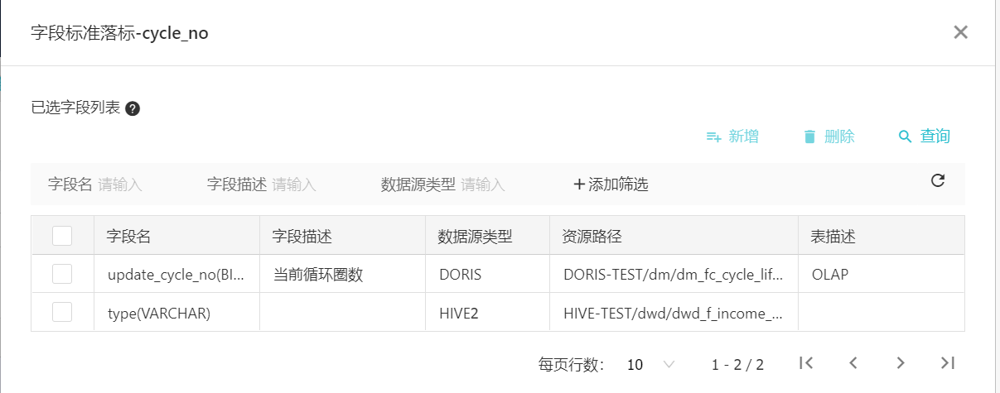 字段标准落标-cycle_no
已选字段列表
新增 删除 查询
字段名 请输入 字段描述 请输入 数据源类型 请输入 添加筛选
字段名 字段描述 数据源类型 资源路径 表描述
update_cycle_no(BI... 当前循环圈数 DORIS DORIS-TEST/dm/dm_fc_cycle_lif... OLAP
type(VARCHAR) HIVE2 HIVE-TEST/dwd/dwd_f_income_...
每页行数: 10 1 - 2 / 2